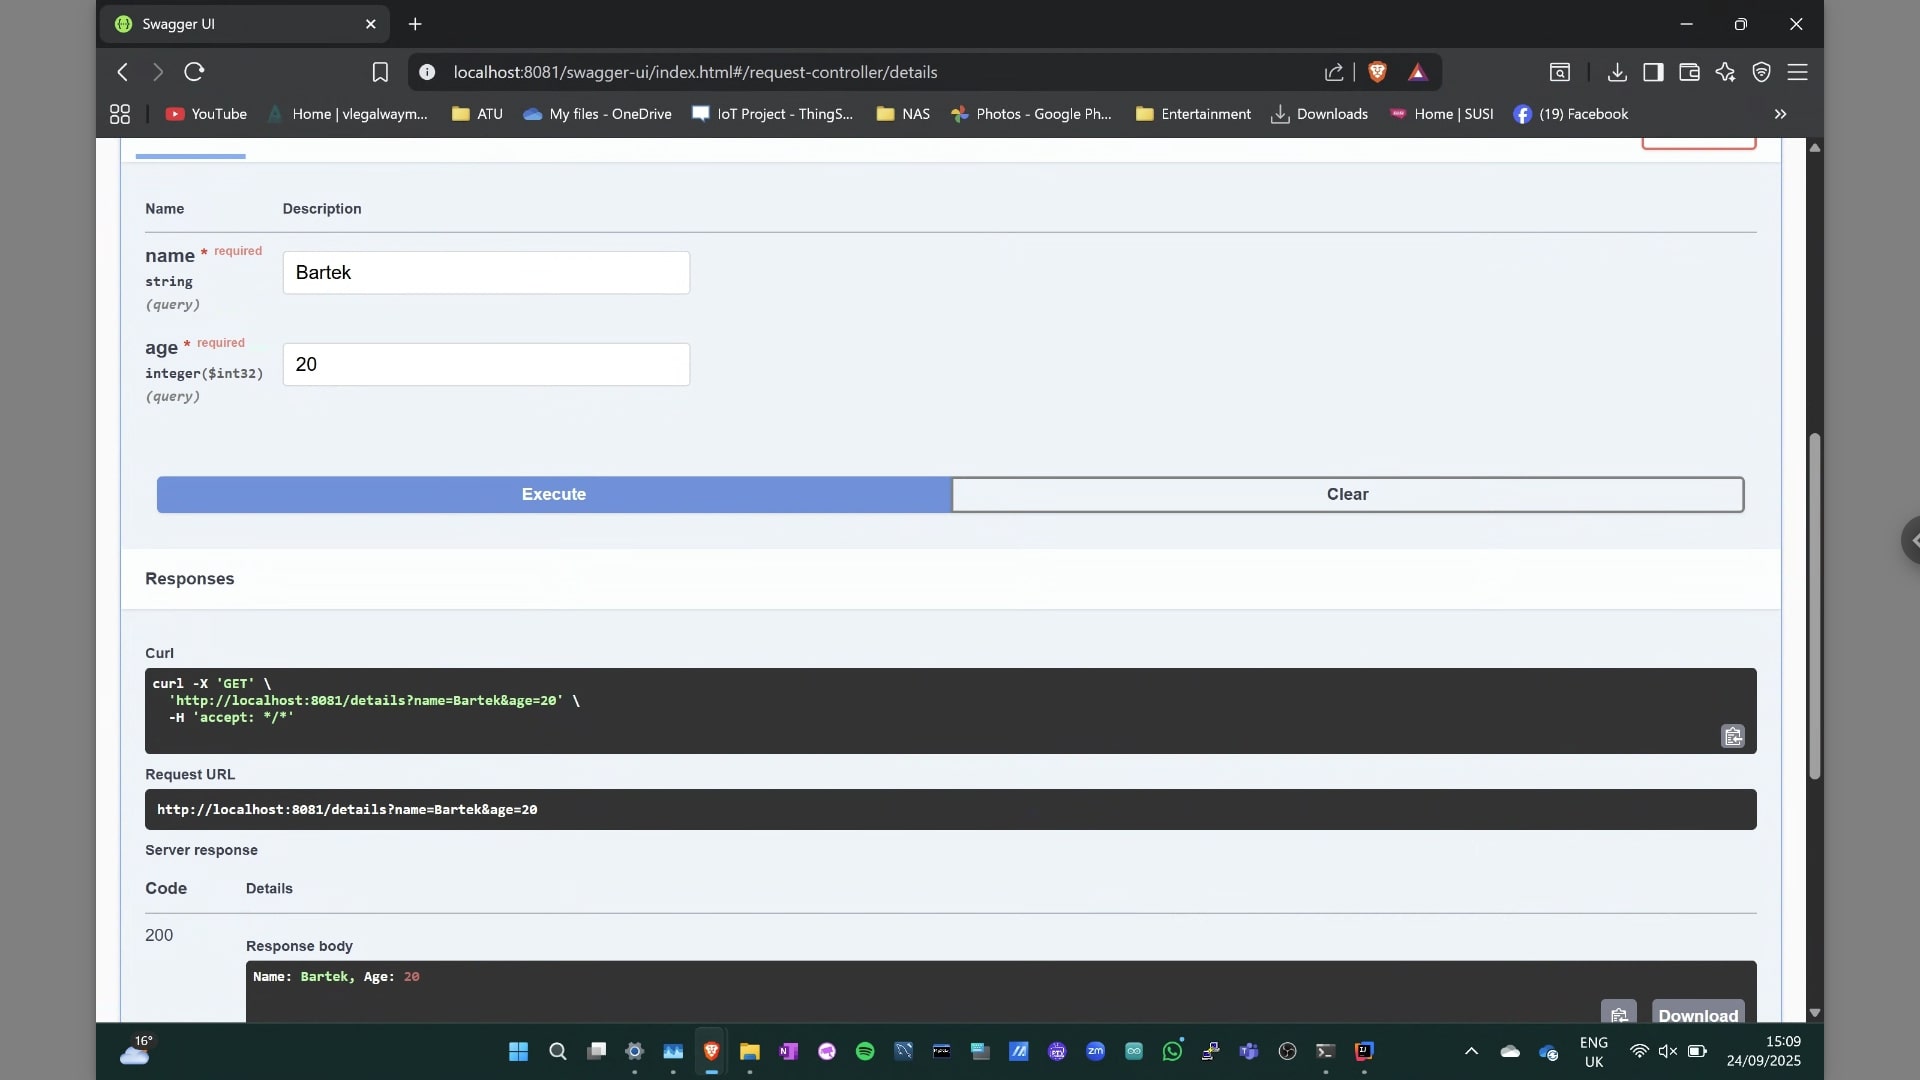 Swagger UI
localhost:8081/swagger-ui/index.html#/request-controller/details
YouTube Home | vlegalwaym... ATU My files - OneDrive IoT Project - ThingS... NAS Photos - Google Ph... Entertainment Downloads Home | SUSI (19) Facebook
Name Description
name * required
string
(query)
Bartek
age * required
integer($int32)
(query)
20
Execute Clear
Responses
Curl
curl -X 'GET' \
'http://localhost:8081/details?name=Bartek&age=20' \
-H 'accept: */*'
Request URL
http://localhost:8081/details?name=Bartek&age=20
Server response
Code Details
200
Response body
Name: Bartek, Age: 20
Download
16°
ENG
UK
15:09
24/09/2025